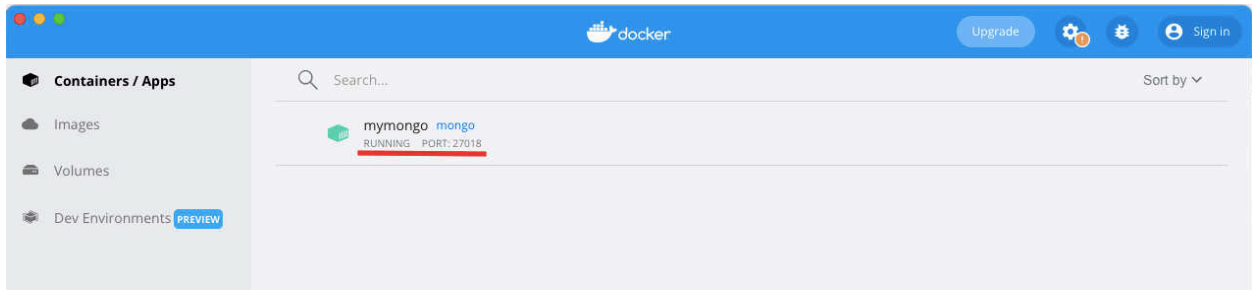 docker
Upgrade
Sign in
Containers / Apps
Images
Volumes
Dev Environments PREVIEW
Search...
Sort by
mymongo mongo
RUNNING PORT: 27018